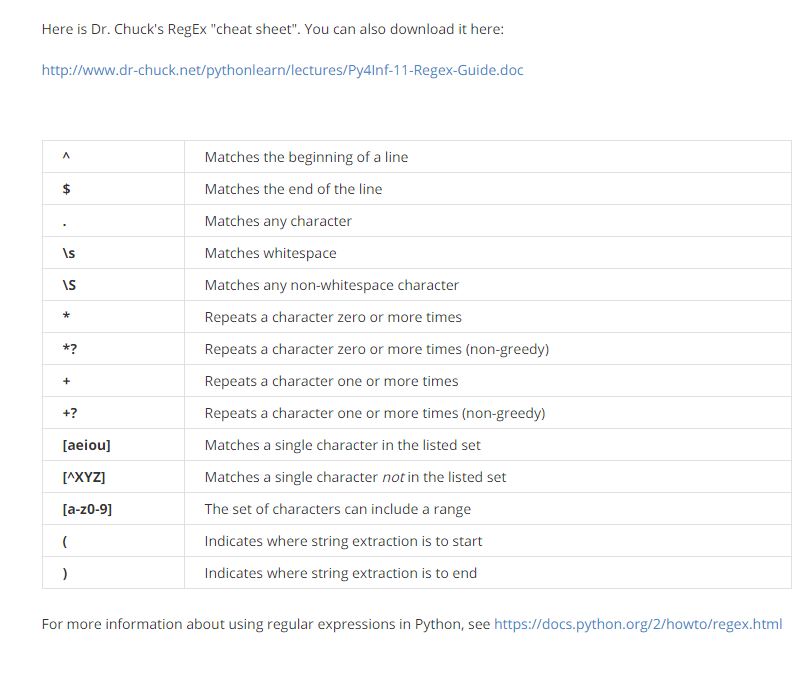 Here is Dr. Chuck's RegEx "cheat sheet". You can also download it here:
http://www.dr-chuck.net/pythonlearn/lectures/Py4Inf-11-Regex-Guide.doc
^ Matches the beginning of a line
$ Matches the end of the line
. Matches any character
\s Matches whitespace
\S Matches any non-whitespace character
* Repeats a character zero or more times
*? Repeats a character zero or more times (non-greedy)
+ Repeats a character one or more times
+? Repeats a character one or more times (non-greedy)
[aeiou] Matches a single character in the listed set
[^XYZ] Matches a single character not in the listed set
[a-z0-9] The set of characters can include a range
( Indicates where string extraction is to start
) Indicates where string extraction is to end
For more information about using regular expressions in Python, see https://docs.python.org/2/howto/regex.html